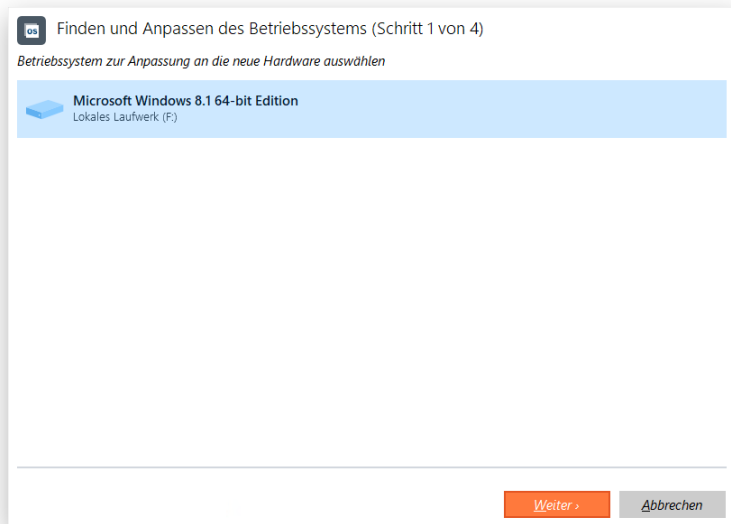 os
Finden und Anpassen des Betriebssystems (Schritt 1 von 4)
Betriebssystem zur Anpassung an die neue Hardware auswählen
Microsoft Windows 8.1 64-bit Edition
Lokales Laufwerk (F:)
Weiter ›
Abbrechen